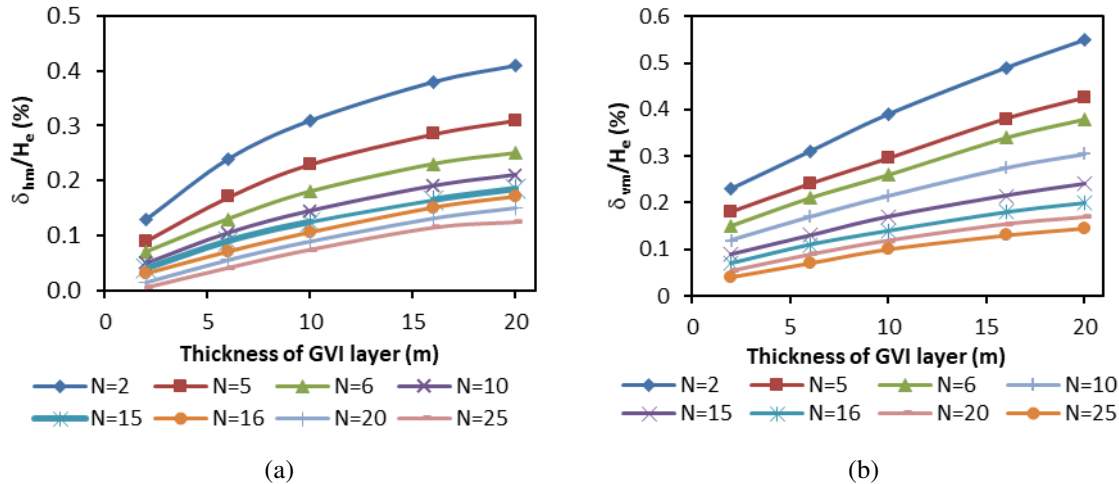 0.5
0.4
0.3
0.2
0.1
0.0
δhm/He (%)
0 5 10 15 20
Thickness of GVI layer (m)
N=2 N=5 N=6 N=10
N=15 N=16 N=20 N=25
(a)
0.6
0.5
0.4
0.3
0.2
0.1
0
δvm/He (%)
0 5 10 15 20
Thickness of GVI layer (m)
N=2 N=5 N=6 N=10
N=15 N=16 N=20 N=25
(b)